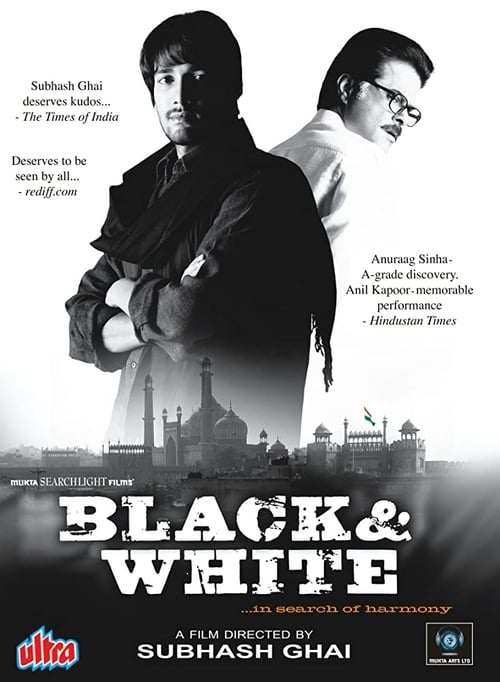 Subhash Ghai
deserves kudos...
- The Times of India
Deserves to be
seen by all...
- rediff.com
Anuraag Sinha-
A-grade discovery.
Anil Kapoor-memorable
performance
- Hindustan Times
MUKTA SEARCHLIGHT FILMS
BLACK &
WHITE
...in search of harmony
A FILM DIRECTED BY
SUBHASH GHAI
ultra
MUKTA ARTS LTD